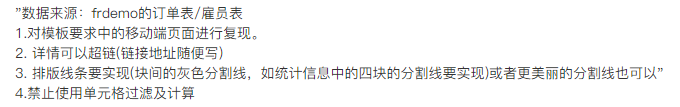 ”数据来源：frdemo的订单表/雇员表
1.对模板要求中的移动端页面进行复现。
2. 详情可以超链(链接地址随便写)
3. 排版线条要实现(块间的灰色分割线，如统计信息中的四块的分割线要实现)或者更美丽的分割线也可以”
4.禁止使用单元格过滤及计算